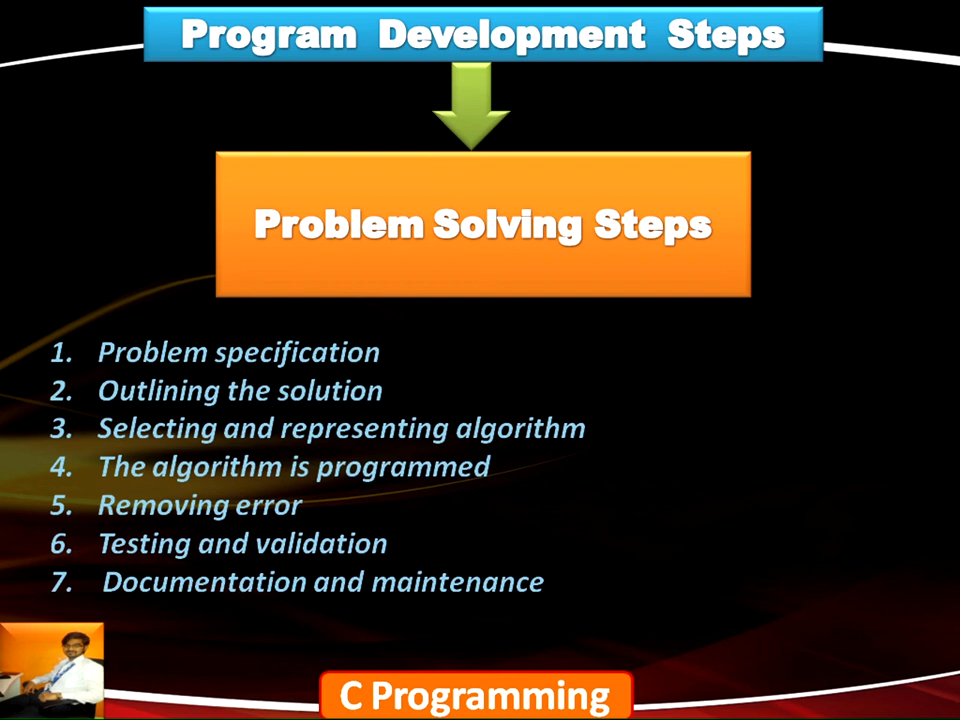 Program Development Steps
Problem Solving Steps
1. Problem specification
2. Outlining the solution
3. Selecting and representing algorithm
4. The algorithm is programmed
5. Removing error
6. Testing and validation
7. Documentation and maintenance
C Programming